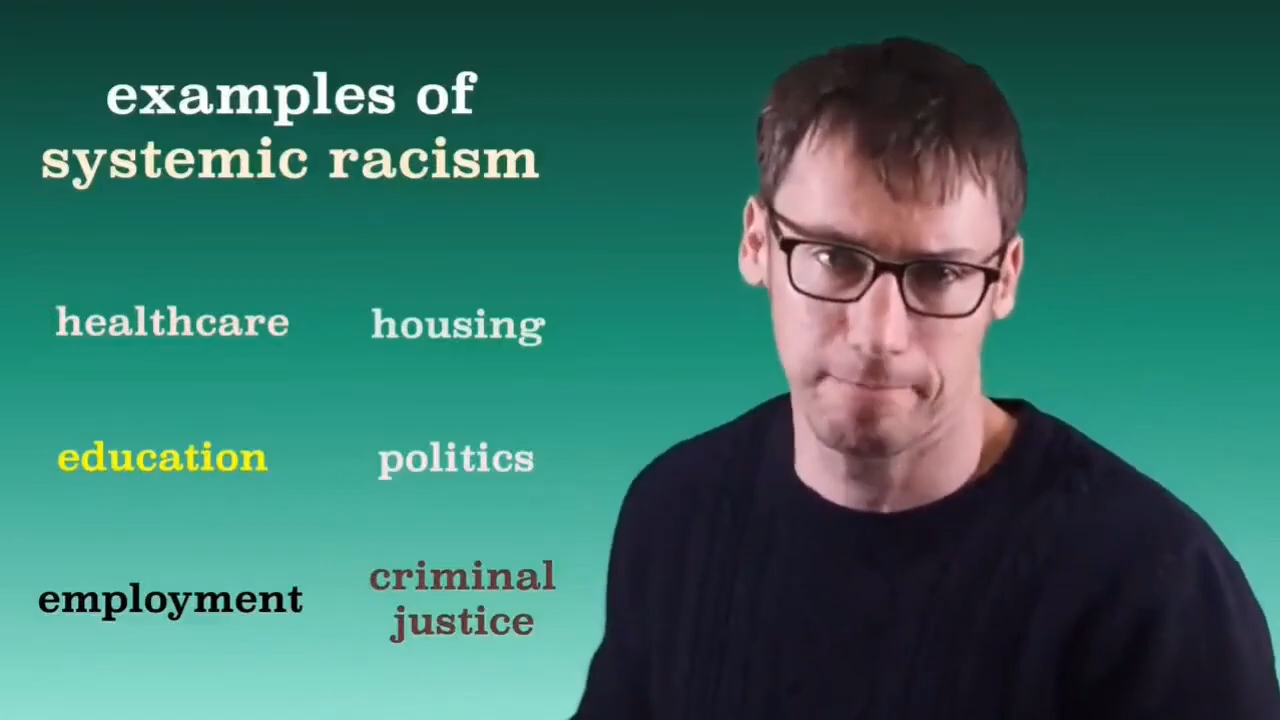 examples of
systemic racism
healthcare
housing
education
politics
employment
criminal
justice